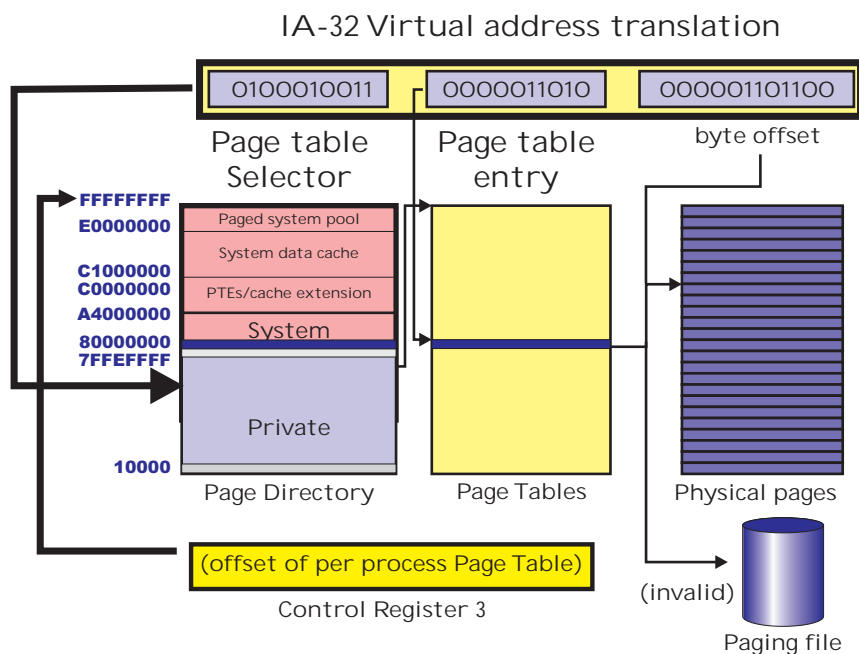 IA-32 Virtual address translation
0100010011
0000011010
000001101100
Page table
Selector
Page table
entry
byte offset
FFFFFFFF
E0000000
C1000000
C0000000
A4000000
80000000
7FFEFFFF
10000
Paged system pool
System data cache
PTEs/cache extension
System
Private
Page Directory
Page Tables
Physical pages
(offset of per process Page Table)
Control Register 3
(invalid)
Paging file